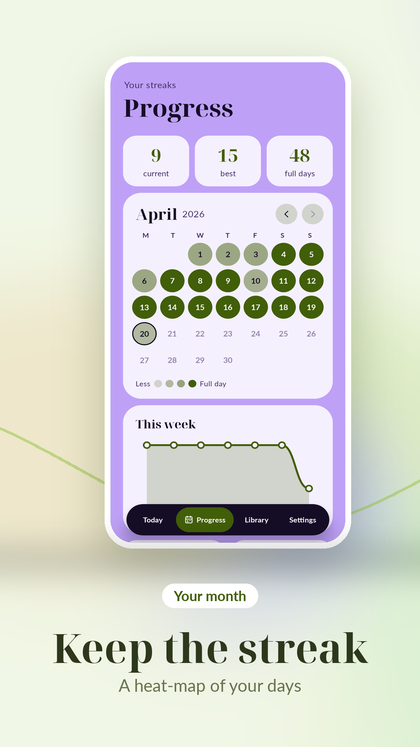 Your streaks
Progress
9 15 48
current best full days
April 2026
M T W T F S S
1 2 3 4 5
6 7 8 9 10 11 12
13 14 15 16 17 18 19
20 21 22 23 24 25 26
27 28 29 30
Less Full day
This week
Today Progress Library Settings
Your month
Keep the streak
A heat-map of your days